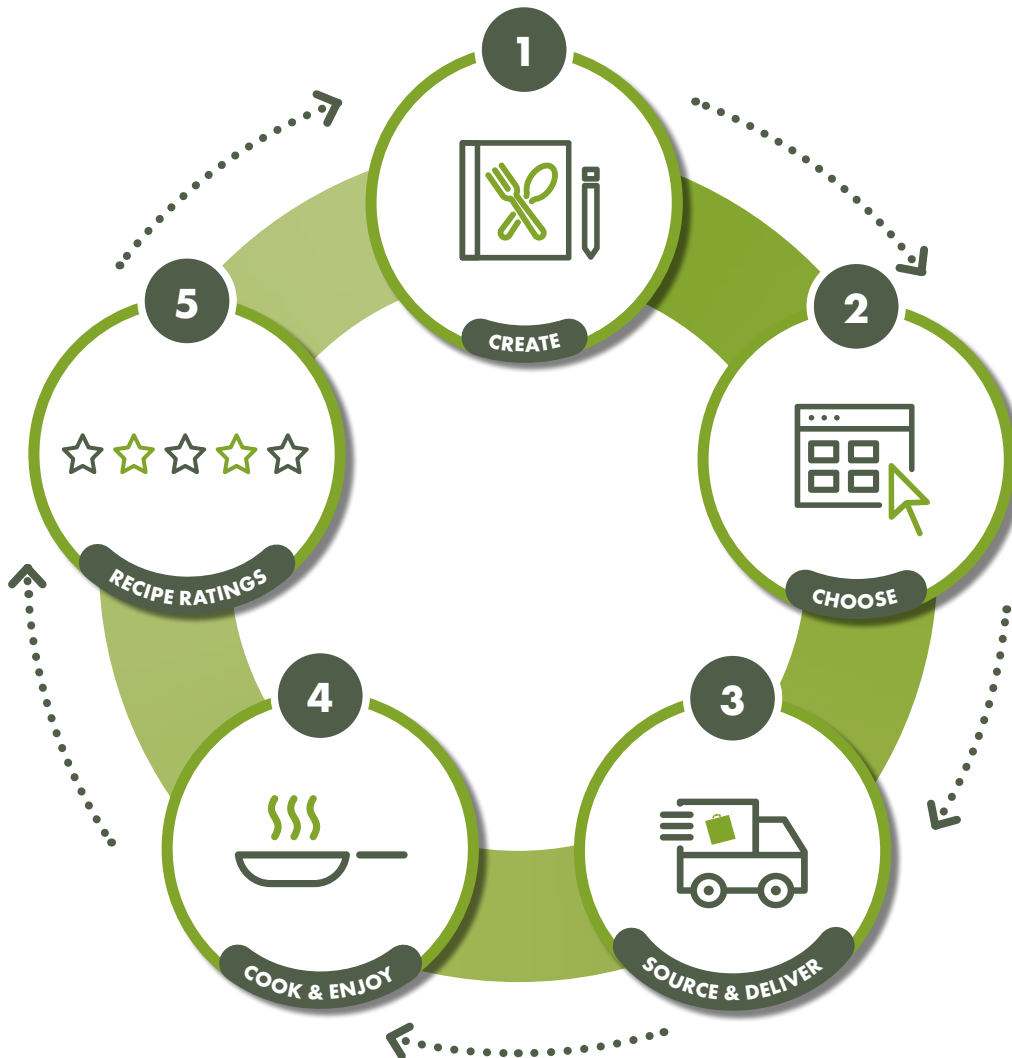 1
CREATE
2
CHOOSE
3
SOURCE & DELIVER
4
COOK & ENJOY
5
RECIPE RATINGS